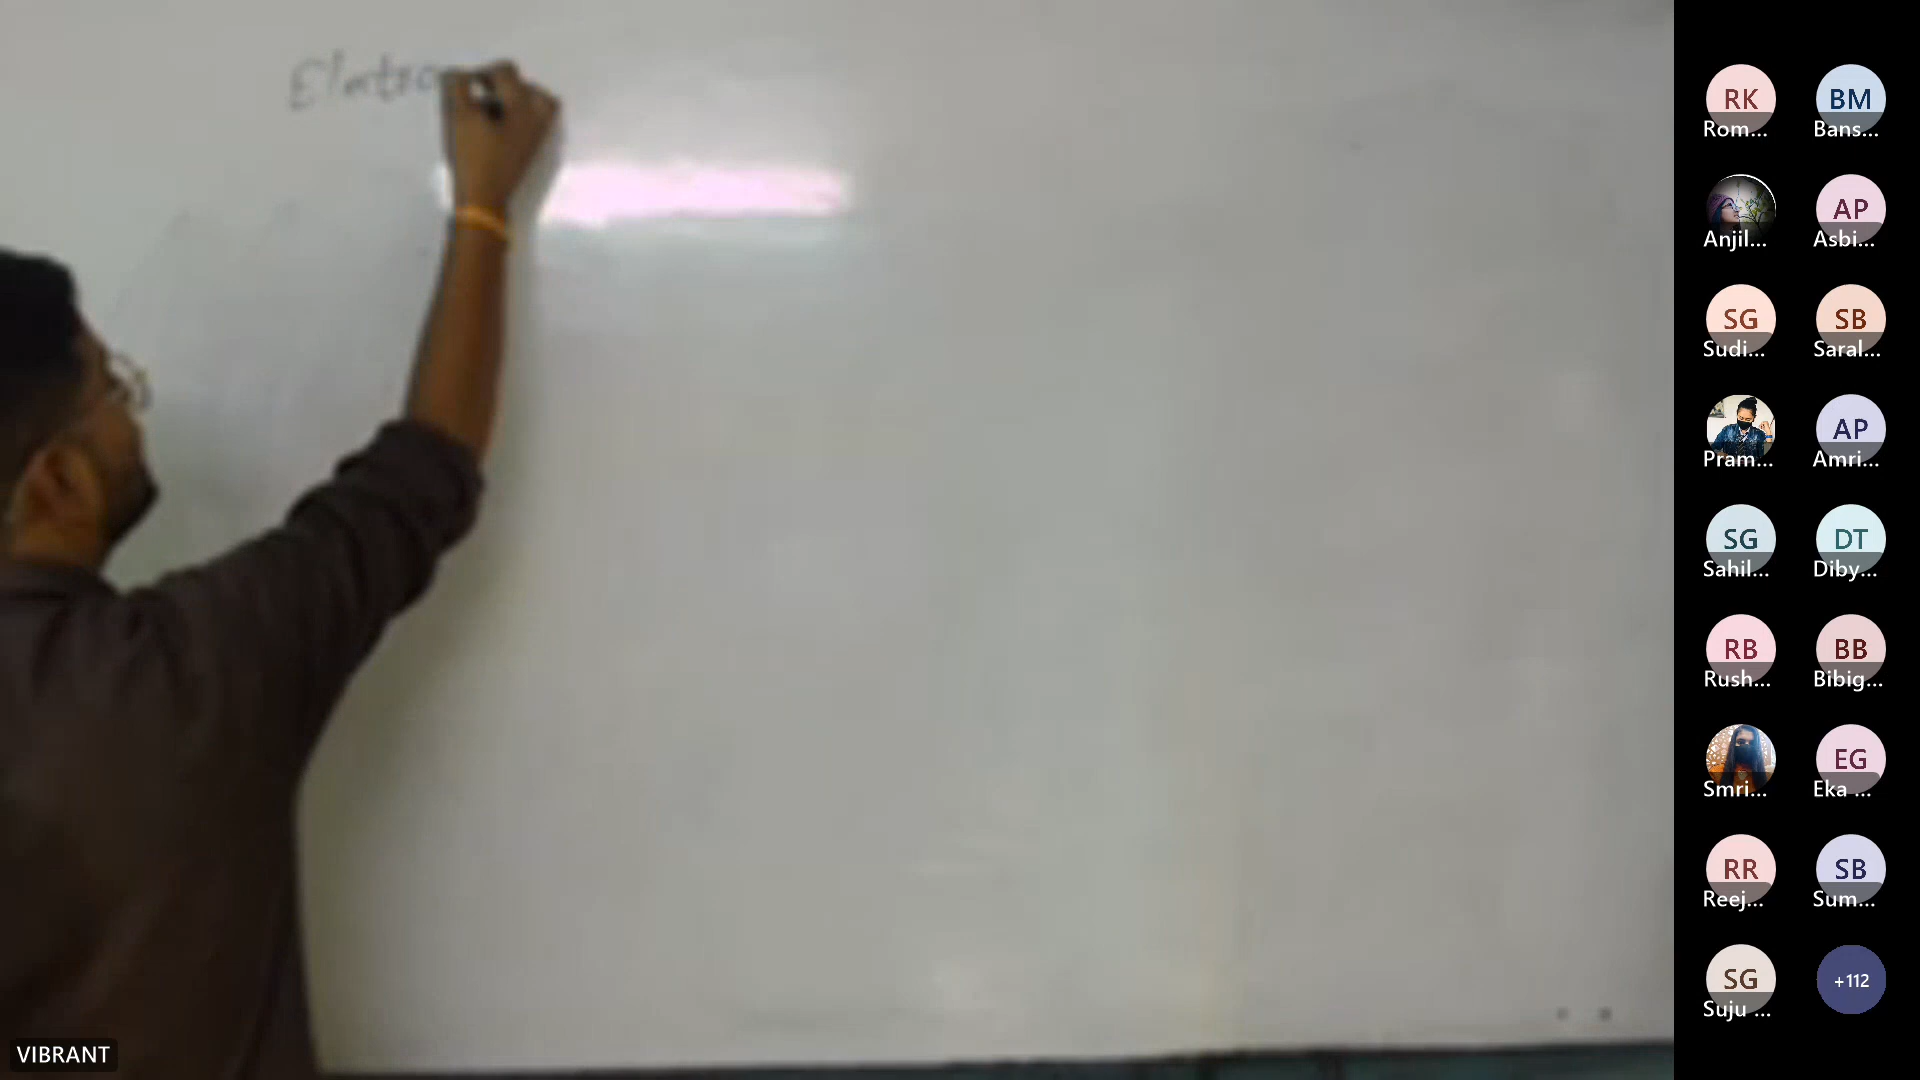 Elctro
RK
BM
Rom...
Bans...
AP
Anjil...
Asbi...
SG
SB
Sudi...
Saral...
AP
Pram...
Amri...
SG
DT
Sahil...
Diby...
RB
BB
Rush...
Bibig...
EG
Smri...
Eka ...
RR
SB
Reej...
Sum...
SG
+112
Suju ...
VIBRANT